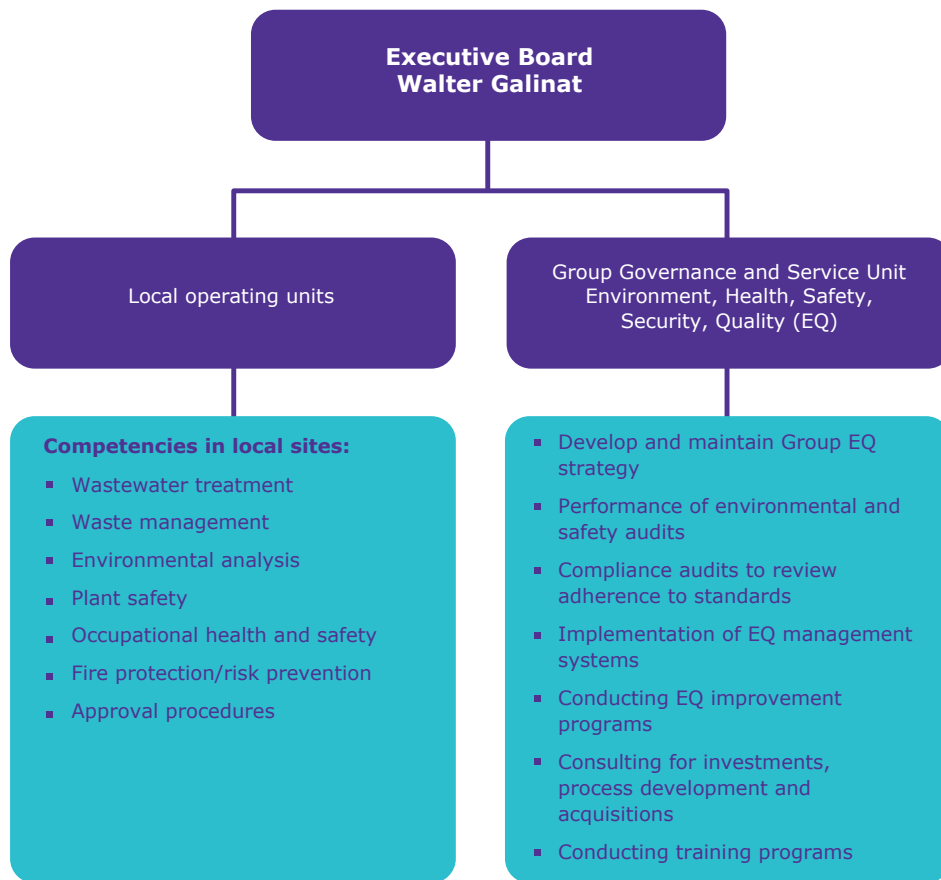 Executive Board
Walter Galinat
Local operating units
Group Governance and Service Unit
Environment, Health, Safety,
Security, Quality (EQ)
Competencies in local sites:
▪ Wastewater treatment
▪ Waste management
▪ Environmental analysis
▪ Plant safety
▪ Occupational health and safety
▪ Fire protection/risk prevention
▪ Approval procedures
▪ Develop and maintain Group EQ
strategy
▪ Performance of environmental and
safety audits
▪ Compliance audits to review
adherence to standards
▪ Implementation of EQ management
systems
▪ Conducting EQ improvement
programs
▪ Consulting for investments,
process development and
acquisitions
▪ Conducting training programs